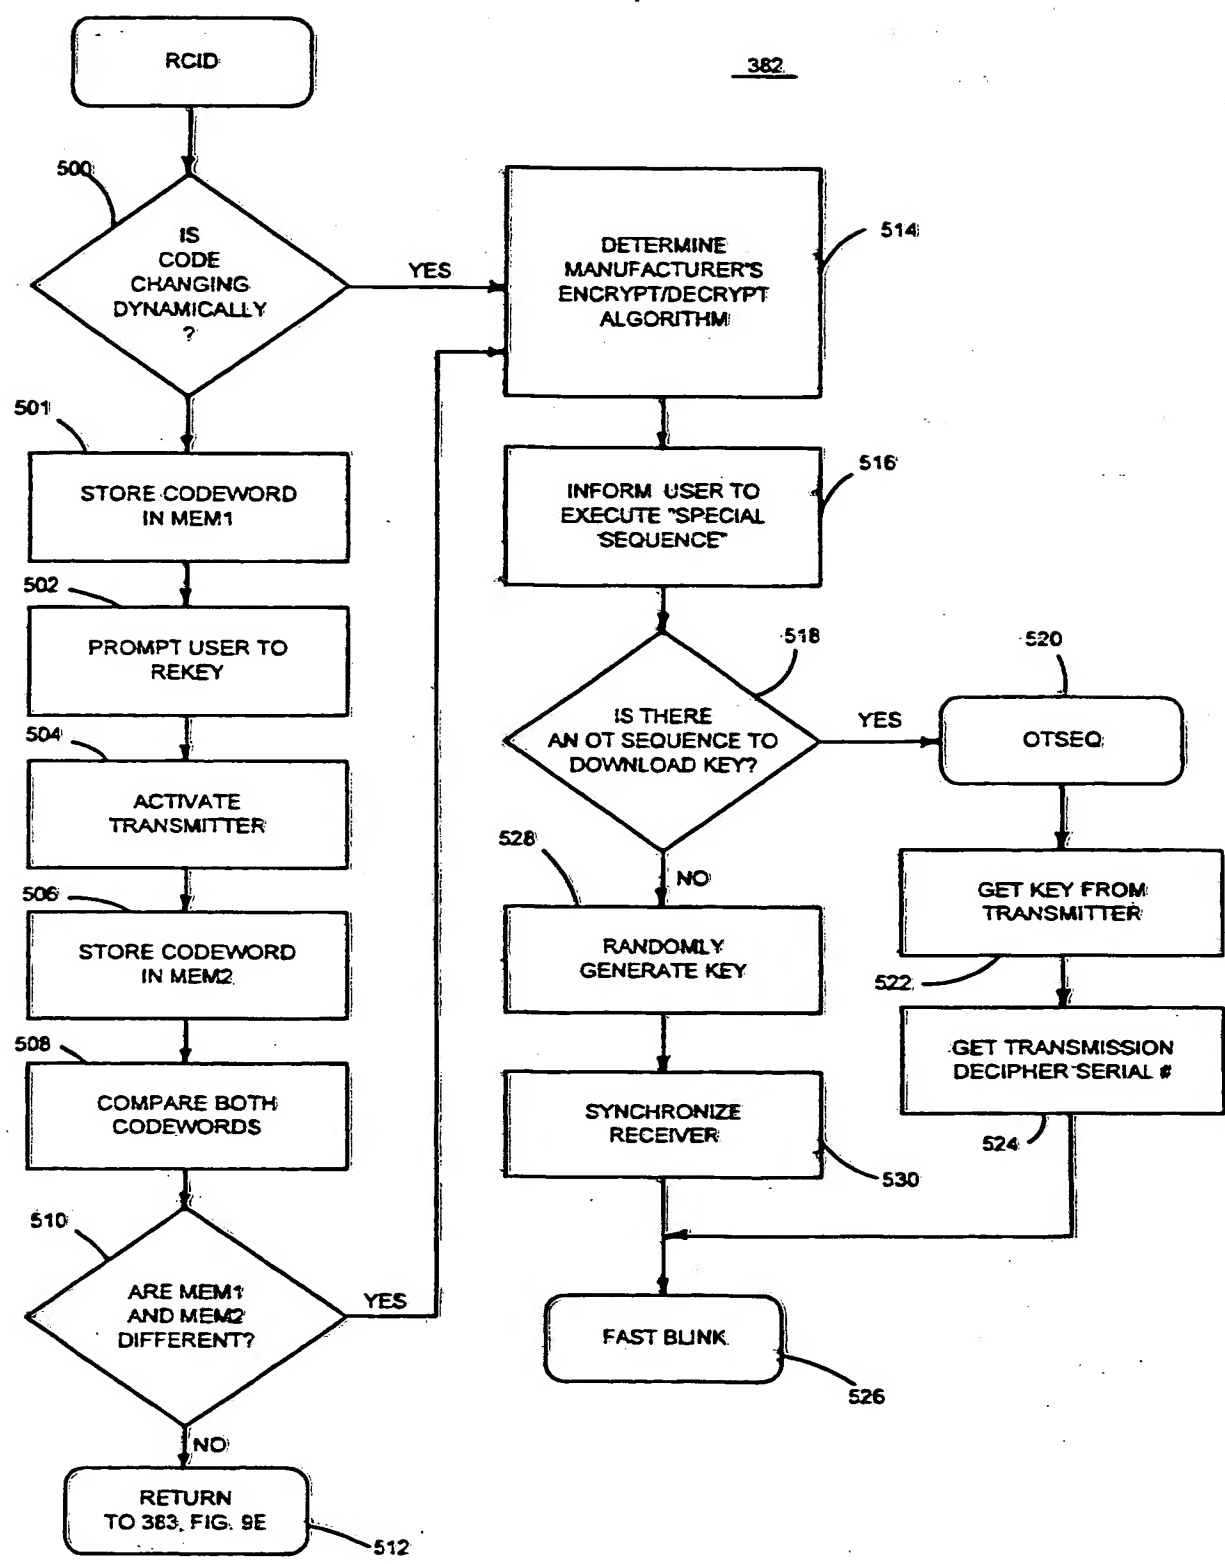 RCID
382
500
IS
CODE
CHANGING
DYNAMICALLY
?
YES
501
STORE CODEWORD
IN MEM1
502
PROMPT USER TO
REKEY
504
ACTIVATE
TRANSMITTER
506
STORE CODEWORD
IN MEM2
508
COMPARE BOTH
CODEWORDS
510
ARE MEM1
AND MEM2
DIFFERENT?
YES
NO
RETURN
TO 383, FIG. 9E
512
DETERMINE
MANUFACTURER'S
ENCRYPT/DECRYPT
ALGORITHM
514
INFORM USER TO
EXECUTE "SPECIAL
SEQUENCE"
516
518
IS THERE
AN OT SEQUENCE TO
DOWNLOAD KEY?
YES
NO
520
OTSEQ
GET KEY FROM
TRANSMITTER
522
GET TRANSMISSION
DECIPHER SERIAL #
524
528
RANDOMLY
GENERATE KEY
SYNCHRONIZE
RECEIVER
530
FAST BLINK
526